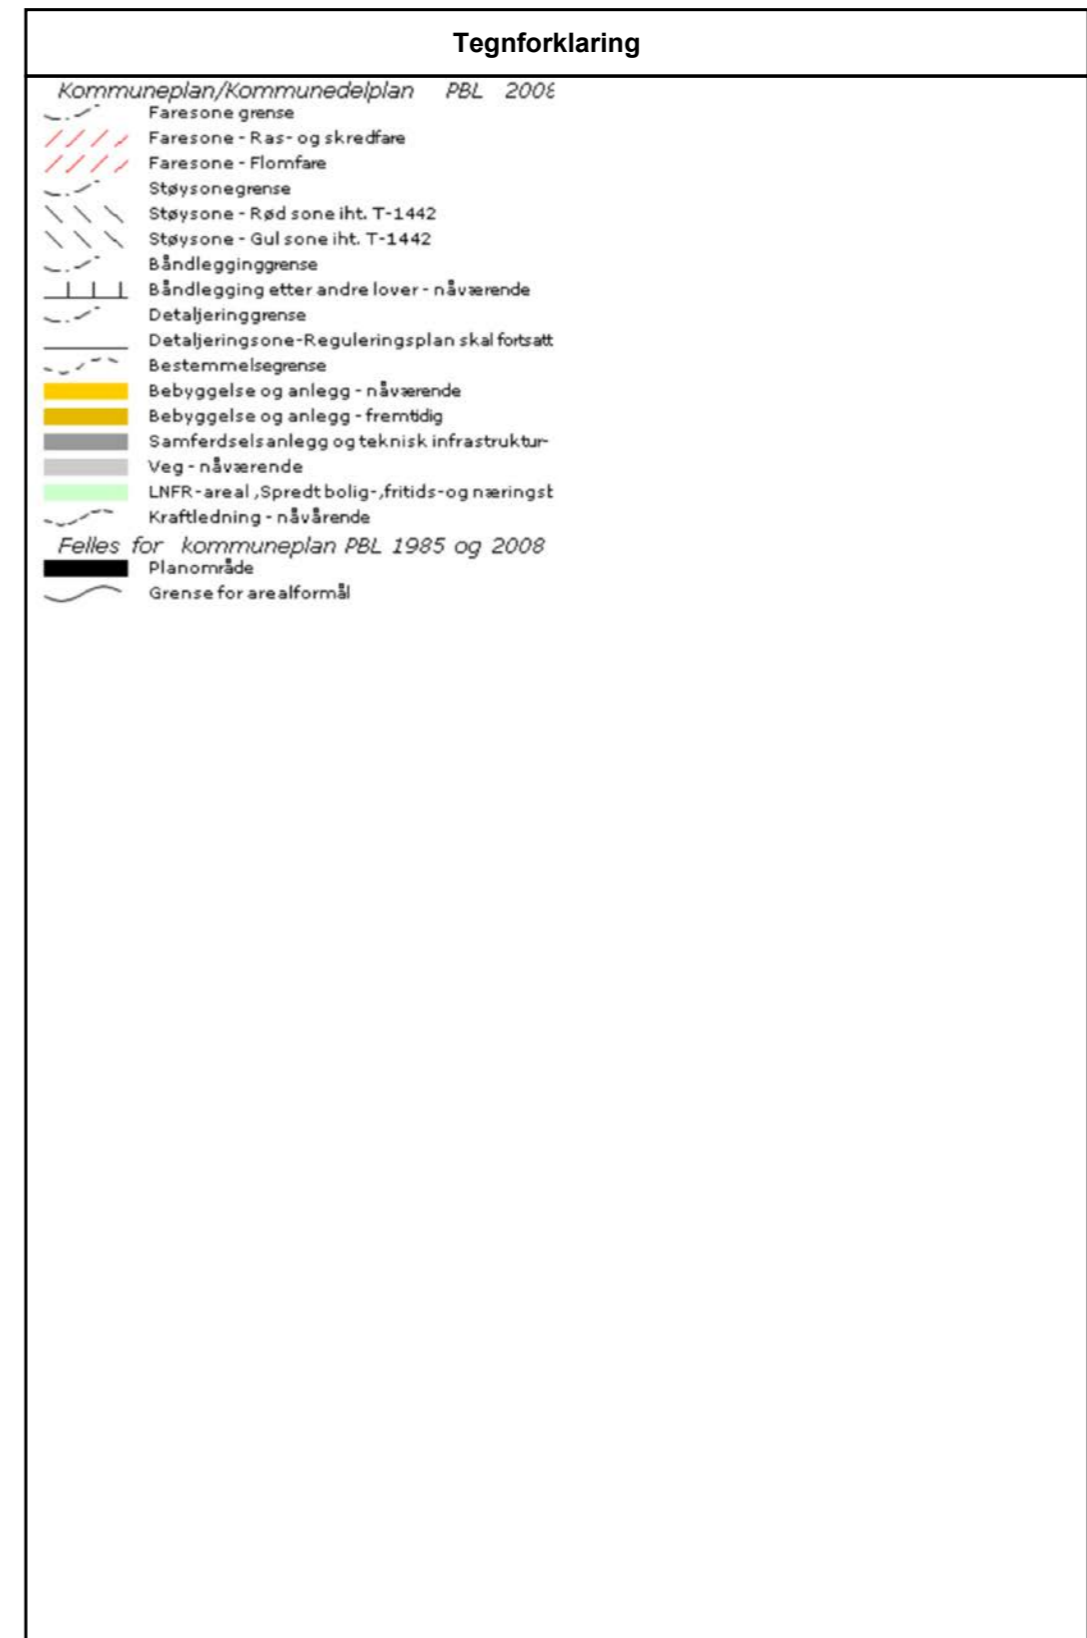 Tegnforklaring
Kommuneplan/Kommunedelplan PBL 2008
Faresone grense
Faresone - Ras- og skredfare
Faresone - Flomfare
Støysonegrense
Støysone - Rød sone iht. T-1442
Støysone - Gul sone iht. T-1442
Båndlegginggrense
Båndlegging etter andre lover - nåværende
Detaljeringgrense
Detaljeringsone-Reguleringsplan skal fortsatt
Bestemmelsegrense
Bebyggelse og anlegg - nåværende
Bebyggelse og anlegg - fremtidig
Samferdselsanlegg og teknisk infrastruktur-
Veg - nåværende
LNFR-areal ,Spredt bolig-,fritids-og næringst
Kraftledning - nåvårende
Felles for kommuneplan PBL 1985 og 2008
Planområde
Grense for arealformål